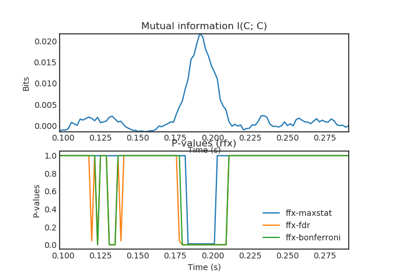 Mutual information I(C; C)
0.020
0.015
0.010
0.005
0.000
Bits
0.100 0.125 0.150 0.175 0.200 0.225 0.250 0.275
Time (s)
P-values (rfx)
1.0
0.8
0.6
0.4
0.2
0.0
P-values
ffx-maxstat
ffx-fdr
ffx-bonferroni
0.100 0.125 0.150 0.175 0.200 0.225 0.250 0.275
Time (s)